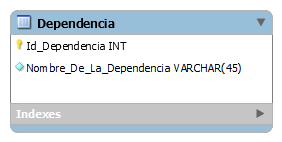 Dependencia
Id_Dependencia INT
Nombre_De_La_Dependencia VARCHAR(45)
Indexes